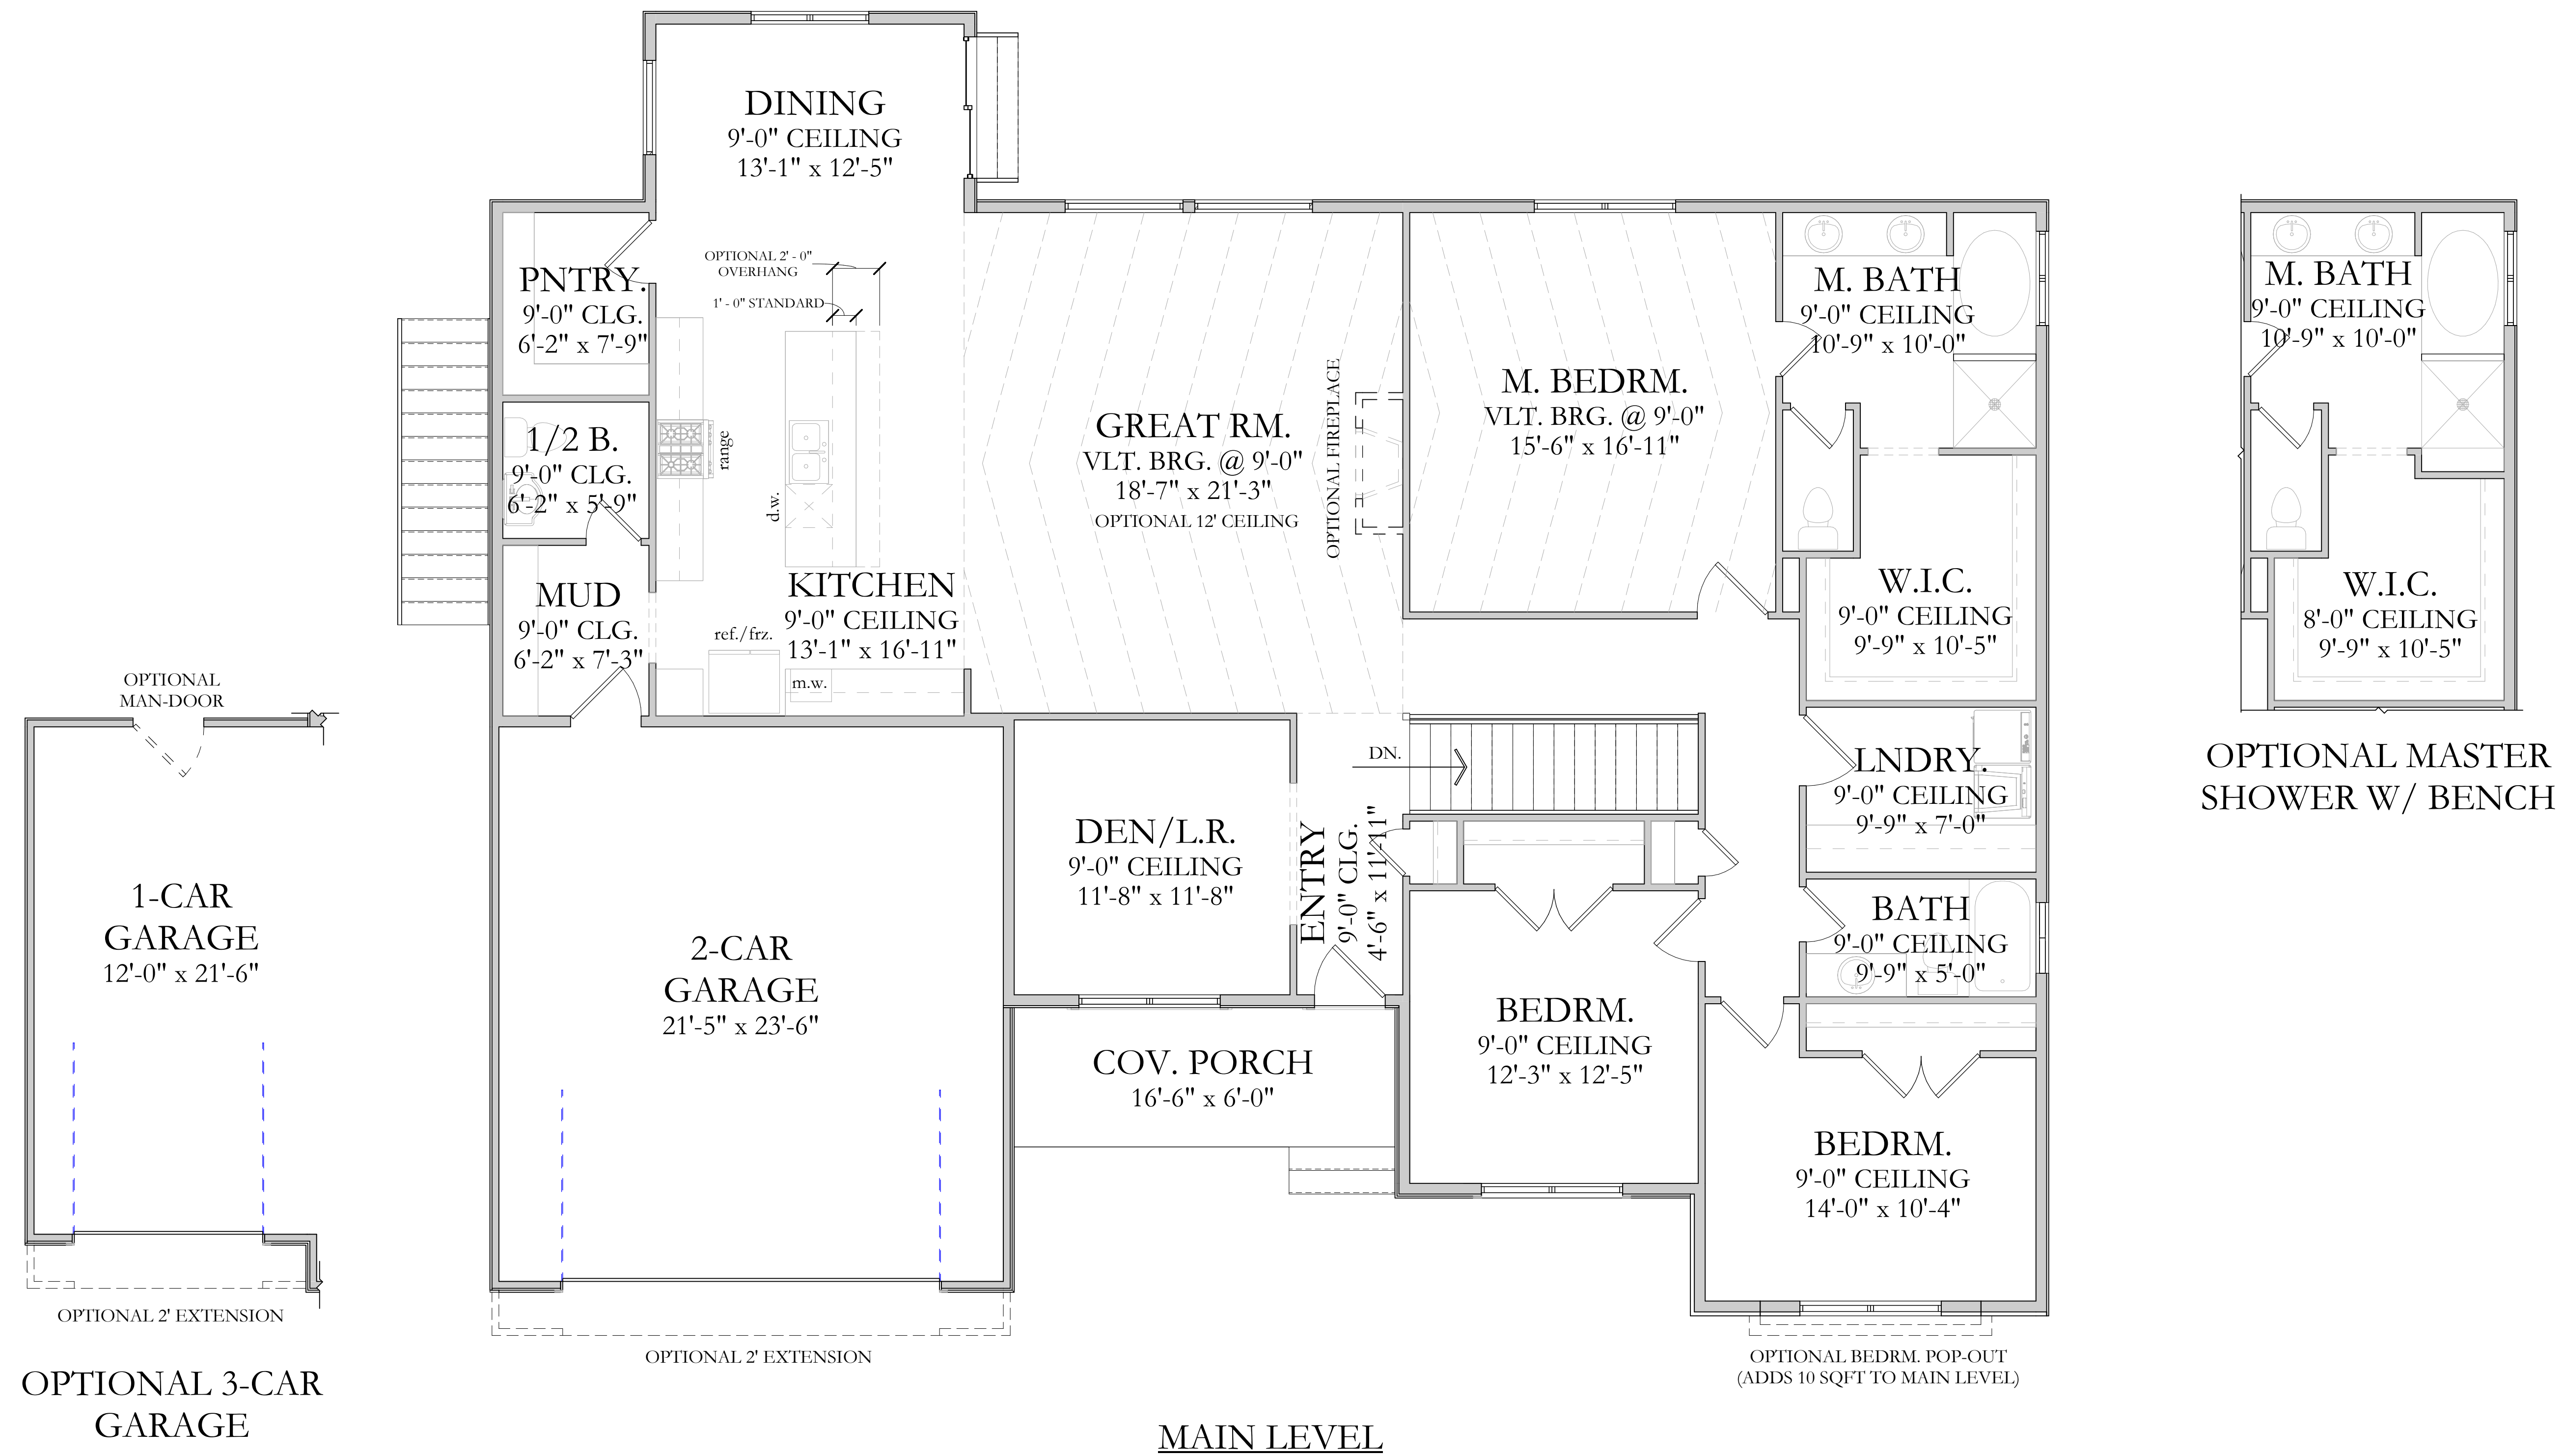 DINING
9'-0" CEILING
13'-1" x 12'-5"
OPTIONAL 2' - 0"
OVERHANG
1' - 0" STANDARD
PNTRY.
9'-0" CLG.
6'-2" x 7'-9"
1/2 B.
9'-0" CLG.
6'-2" x 5'-9"
range
d.w.
MUD
9'-0" CLG.
6'-2" x 7'-3"
KITCHEN
9'-0" CEILING
13'-1" x 16'-11"
ref./frz.
m.w.
GREAT RM.
VLT. BRG. @ 9'-0"
18'-7" x 21'-3"
OPTIONAL 12' CEILING
OPTIONAL FIREPLACE
M. BEDRM.
VLT. BRG. @ 9'-0"
15'-6" x 16'-11"
M. BATH
9'-0" CEILING
10'-9" x 10'-0"
W.I.C.
9'-0" CEILING
9'-9" x 10'-5"
LNDRY.
9'-0" CEILING
9'-9" x 7'-0"
BATH
9'-0" CEILING
9'-9" x 5'-0"
DN.
DEN/L.R.
9'-0" CEILING
11'-8" x 11'-8"
ENTRY
9'-0" CLG.
4'-6" x 11'-11"
2-CAR
GARAGE
21'-5" x 23'-6"
COV. PORCH
16'-6" x 6'-0"
BEDRM.
9'-0" CEILING
12'-3" x 12'-5"
BEDRM.
9'-0" CEILING
14'-0" x 10'-4"
OPTIONAL 2' EXTENSION
OPTIONAL BEDRM. POP-OUT
(ADDS 10 SQFT TO MAIN LEVEL)
MAIN LEVEL
OPTIONAL
MAN-DOOR
1-CAR
GARAGE
12'-0" x 21'-6"
OPTIONAL 2' EXTENSION
OPTIONAL 3-CAR
GARAGE
M. BATH
9'-0" CEILING
10'-9" x 10'-0"
W.I.C.
8'-0" CEILING
9'-9" x 10'-5"
OPTIONAL MASTER
SHOWER W/ BENCH